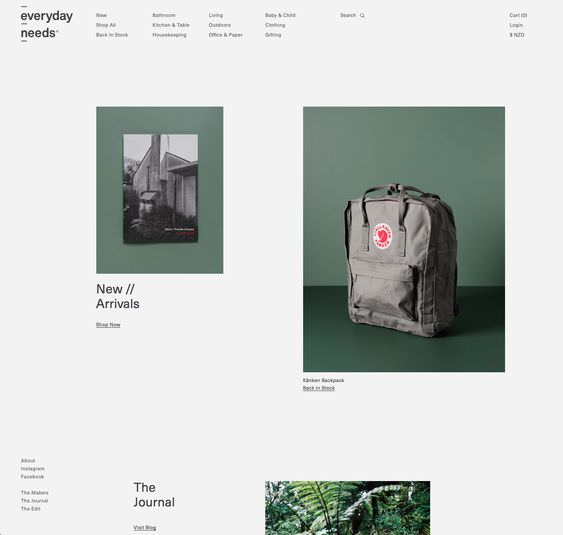 everyday
needs
New
Shop All
Back In Stock
Bathroom
Kitchen & Table
Housekeeping
Living
Outdoors
Office & Paper
Baby & Child
Clothing
Gifting
Search
Cart (0)
Login
$ NZD
New //
Arrivals
Shop Now
Kånken Backpack
Back In Stock
About
Instagram
Facebook
The Makers
The Journal
The Edit
The
Journal
Visit Blog